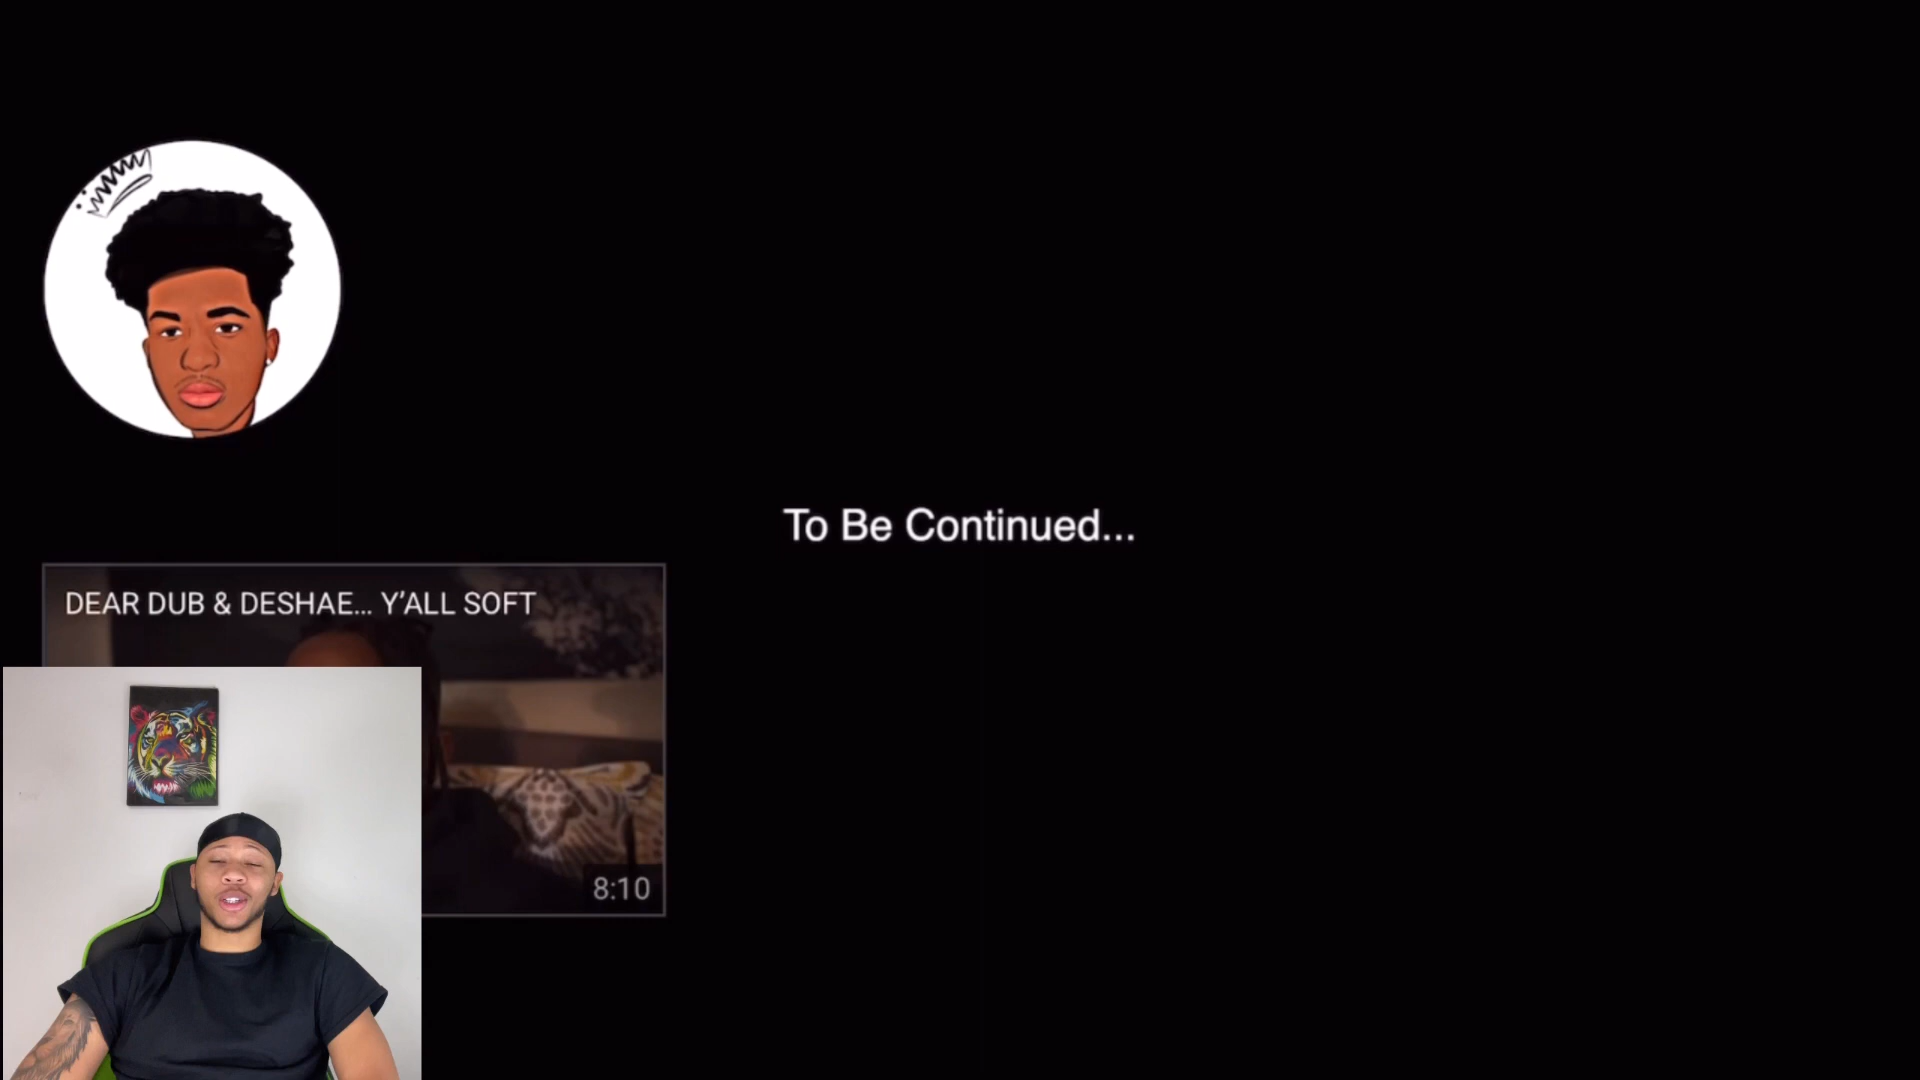 To Be Continued...
DEAR DUB & DESHAE... Y’ALL SOFT
8:10